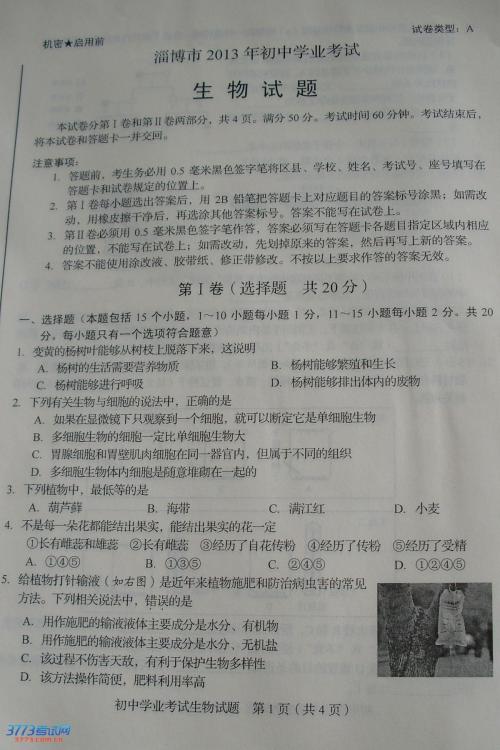 机密★启用前
试卷类型：A
淄博市 2013 年初中学业考试
生 物 试 题
本试卷分第Ⅰ卷和第Ⅱ卷两部分，共 4 页。满分 50 分。考试时间 60 分钟。考试结束后，
将本试卷和答题卡一并交回。
注意事项：
1. 答题前，考生务必用 0.5 毫米黑色签字笔将区县、学校、姓名、考试号、座号填写在
答题卡和试卷规定的位置上。
2. 第Ⅰ卷每小题选出答案后，用 2B 铅笔把答题卡上对应题目的答案标号涂黑；如需改
动，用橡皮擦干净后，再选涂其他答案标号。答案不能写在试卷上。
3. 第Ⅱ卷必须用 0.5 毫米黑色签字笔作答，答案必须写在答题卡各题目指定区域内相应
的位置，不能写在试卷上；如需改动，先划掉原来的答案，然后再写上新的答案。
4. 答案不能使用涂改液、胶带纸、修正带修改。不按以上要求作答的答案无效。
第Ⅰ卷（选择题 共 20 分）
一、选择题（本题包括 15 个小题，1～10 小题每小题 1 分，11～15 小题每小题 2 分。共 20
分。每小题只有一个选项符合题意）
1. 变黄的杨树叶能够从树枝上脱落下来，这说明
A. 杨树的生活需要营养物质 B. 杨树能够繁殖和生长
C. 杨树能够进行呼吸 D. 杨树能够排出体内的废物
2. 下列有关生物与细胞的说法中，正确的是
A. 如果在显微镜下只观察到一个细胞，就可以断定它是单细胞生物
B. 多细胞生物的细胞一定比单细胞生物大
C. 胃腺细胞和胃壁肌肉细胞在同一器官内，但属于不同的组织
D. 多细胞生物体内细胞是随意堆砌在一起的
3. 下列植物中，最低等的是
A. 葫芦藓 B. 海带 C. 满江红 D. 小麦
4. 不是每一朵花都能结出果实，能结出果实的花一定
①长有雌蕊和雄蕊 ②长有雌蕊 ③经历了自花传粉 ④经历了传粉 ⑤经历了受精
A. ①④⑤ B. ①③⑤ C. ②④⑤ D. ①②④⑤
5. 给植物打针输液（如右图）是近年来植物施肥和防治病虫害的常见
方法。下列相关说法中，错误的是
A. 用作施肥的输液液体主要成分是水分、有机物
B. 用作施肥的输液液体主要成分是水分、无机盐
C. 该过程不伤害天敌，有利于保护生物多样性
D. 该方法操作简便，肥料利用率高
初中学业考试生物试题 第 1 页（共 4 页）
3773考试网
www.3773.com.cn